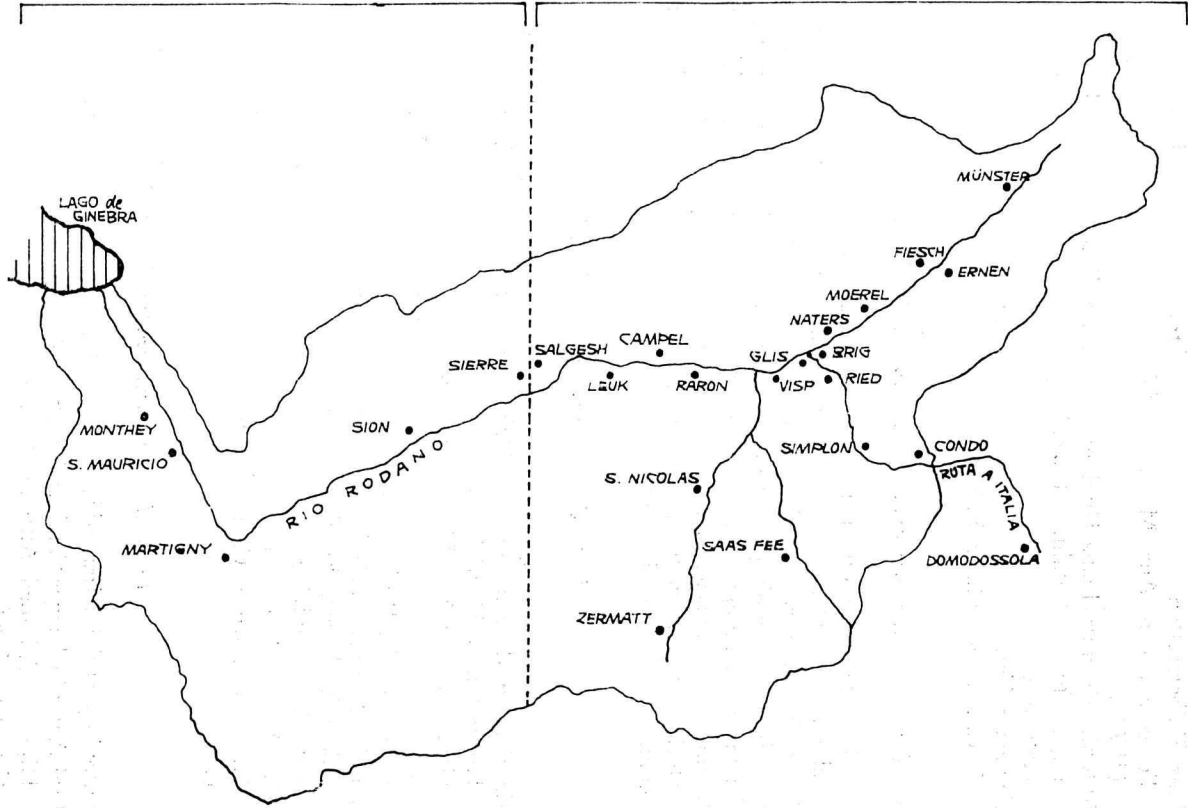 LAGO de
GINEBRA
MÜNSTER
FIESCH
ERNEN
MOEREL
NATERS
CAMPEL
SALGESH
SIERRE
GLIS
BRIG
LEUK
RARON
VISP
RIED
MONTHEY
SION
S. MAURICIO
RIO RODANO
SIMPLON
CONDO
RUTA A ITALIA
S. NICOLAS
MARTIGNY
SAAS FEE
DOMODOSSOLA
ZERMATT